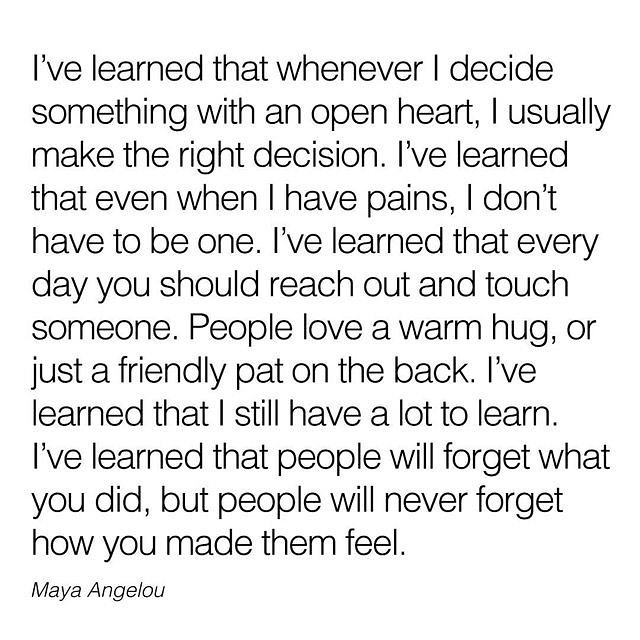 I’ve learned that whenever I decide
something with an open heart, I usually
make the right decision. I’ve learned
that even when I have pains, I don’t
have to be one. I’ve learned that every
day you should reach out and touch
someone. People love a warm hug, or
just a friendly pat on the back. I’ve
learned that I still have a lot to learn.
I’ve learned that people will forget what
you did, but people will never forget
how you made them feel.
Maya Angelou